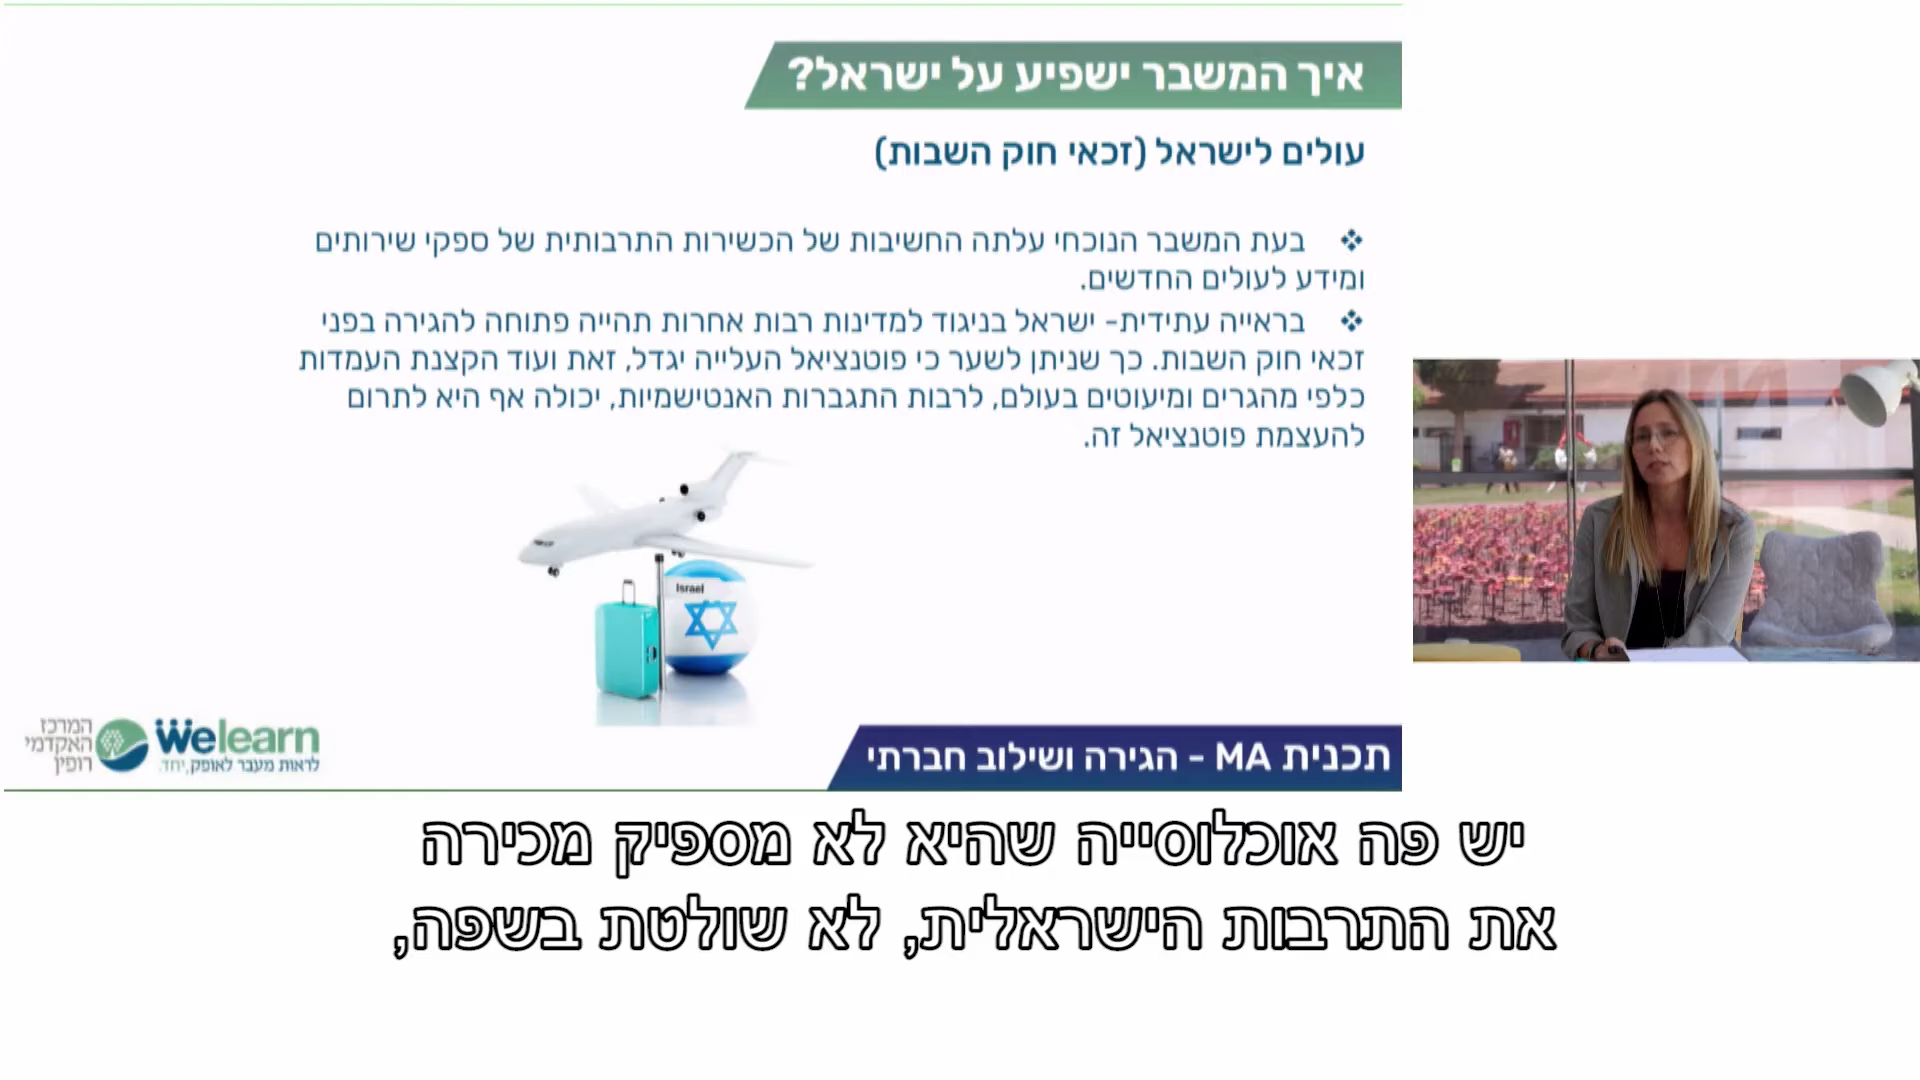 איך המשבר ישפיע על ישראל?
עולים לישראל (זכאי חוק השבות)
❖ בעת המשבר הנוכחי עלתה החשיבות של הכשירות התרבותית של ספקי שירותים
ומידע לעולים החדשים.
❖ בראייה עתידית- ישראל בניגוד למדינות רבות אחרות תהייה פתוחה להגירה בפני
זכאי חוק השבות. כך שניתן לשער כי פוטנציאל העלייה יגדל, זאת ועוד הקצנת העמדות
כלפי מהגרים ומיעוטים בעולם, לרבות התגברות האנטישמיות, יכולה אף היא לתרום
להעצמת פוטנציאל זה.
Israel
תכנית MA - הגירה ושילוב חברתי
Welearn
לראות מעבר לאופק, יחד.
המרכז
האקדמי
רופין
יש פה אוכלוסייה שהיא לא מספיק מכירה
את התרבות הישראלית, לא שולטת בשפה,